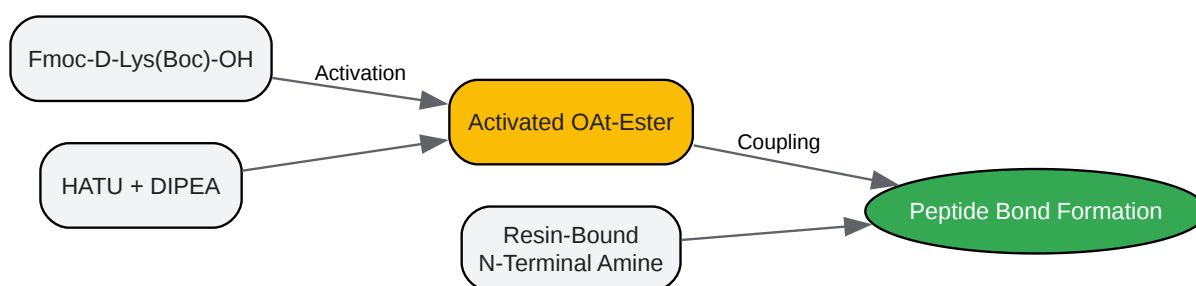 Fmoc-D-Lys(Boc)-OH
Activation
HATU + DIPEA
Activated OAt-Ester
Coupling
Resin-Bound
N-Terminal Amine
Peptide Bond Formation